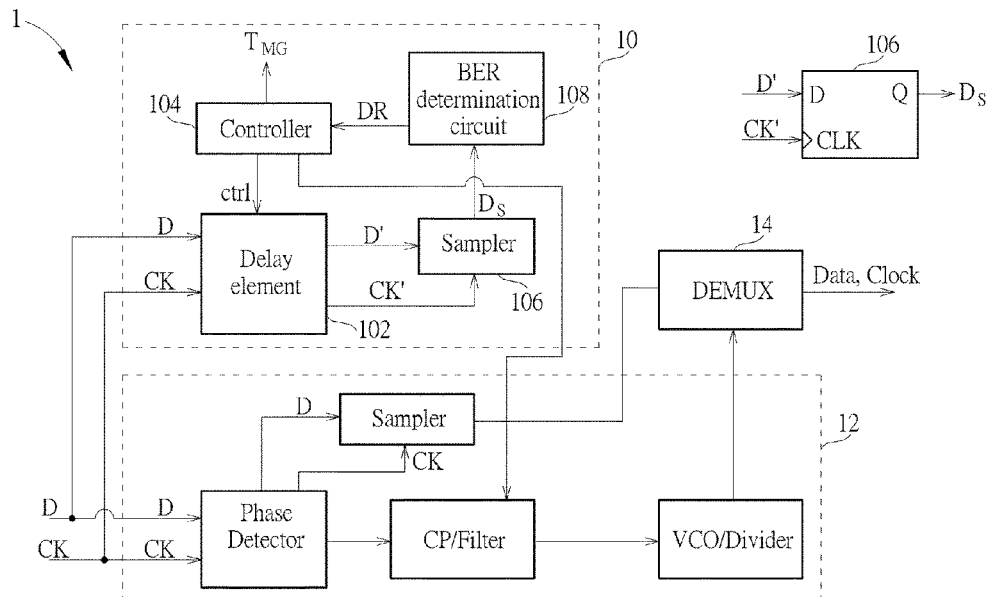 1
T_MG
10
104
Controller
DR
BER
determination
circuit
108
106
D'
D
Q
D_S
CK'
CLK
ctrl
D_S
D
Delay
element
D'
Sampler
CK
CK'
106
102
14
DEMUX
Data, Clock
D
Sampler
CK
12
D
D
Phase
Detector
CP/Filter
VCO/Divider
CK
CK